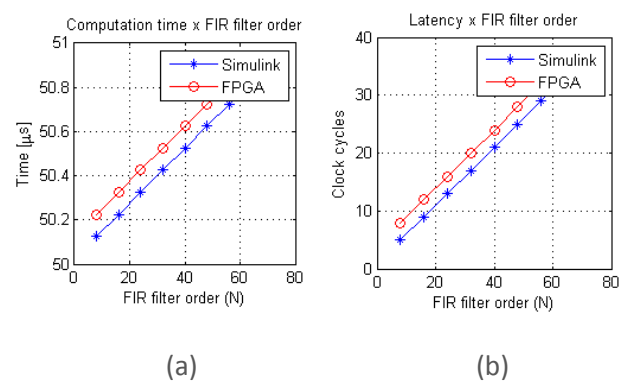 Computation time x FIR filter order
51
50.8
50.6
50.4
50.2
50
Time [µs]
Simulink
FPGA
0
20
40
60
80
FIR filter order (N)
(a)
Latency x FIR filter order
40
30
20
10
0
Clock cycles
Simulink
FPGA
0
20
40
60
80
FIR filter order (N)
(b)